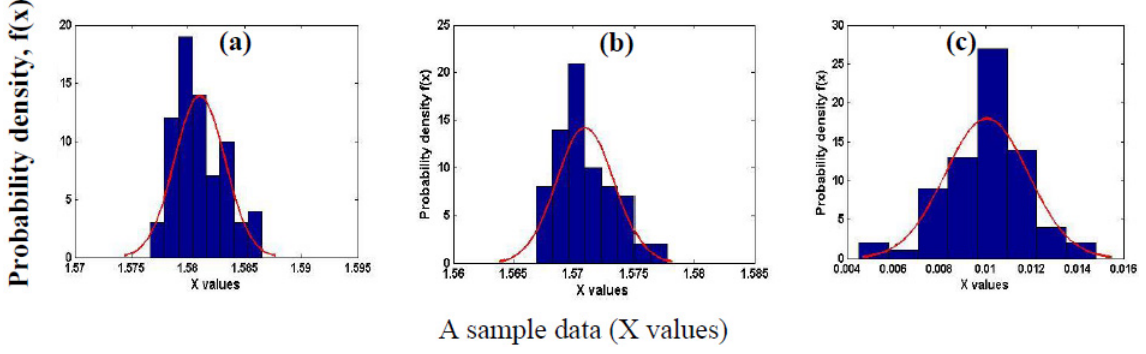 Probability density, f(x)
(a)
20
15
10
5
0
1.57 1.575 1.58 1.585 1.59 1.595
X values
(b)
Probability density f(x)
25
20
15
10
5
0
1.56 1.565 1.57 1.575 1.58 1.585
X values
(c)
Probability density f(x)
30
25
20
15
10
5
0
0.004 0.006 0.008 0.01 0.012 0.014 0.016
X values
A sample data (X values)